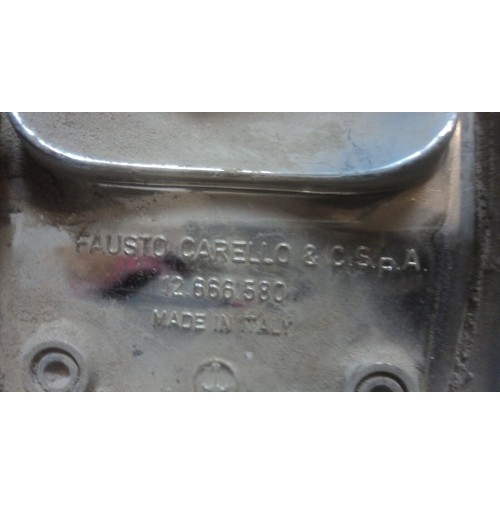 FAUSTO CARELLO & C.S.p.A.
12.666.580
MADE IN ITALY